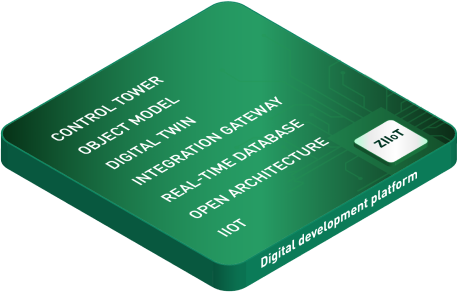 CONTROL TOWER
OBJECT MODEL
DIGITAL TWIN
INTEGRATION GATEWAY
REAL-TIME DATABASE
OPEN ARCHITECTURE
IIOT
ZIIoT
Digital development platform